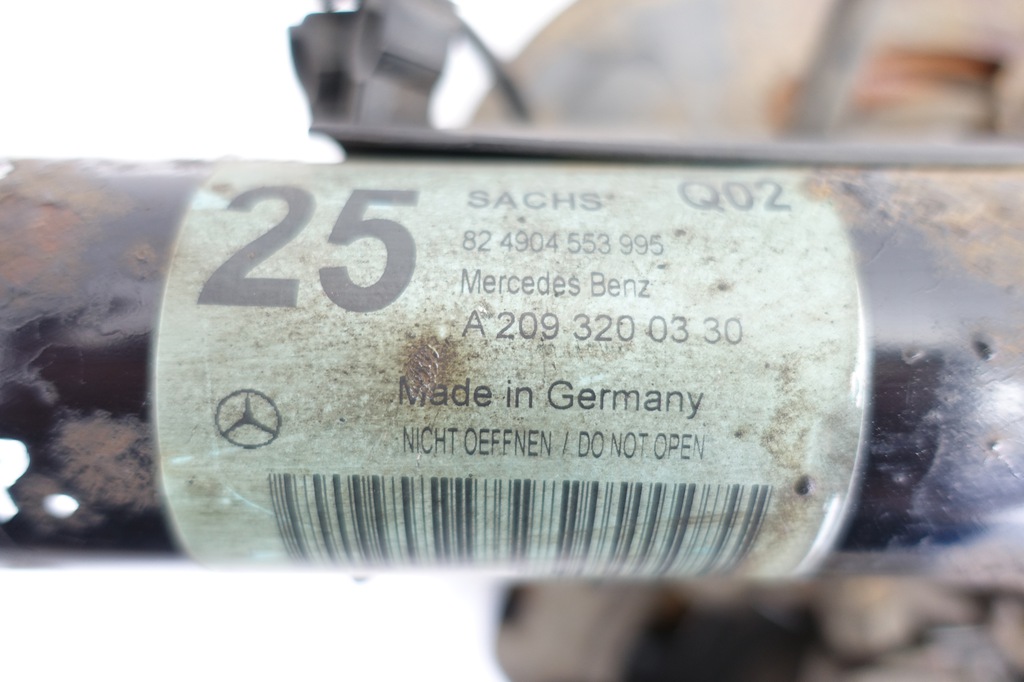 25
SACHS
Q02
82 4904 553 995
Mercedes Benz
A 209 320 03 30
Made in Germany
NICHT OEFFNEN / DO NOT OPEN